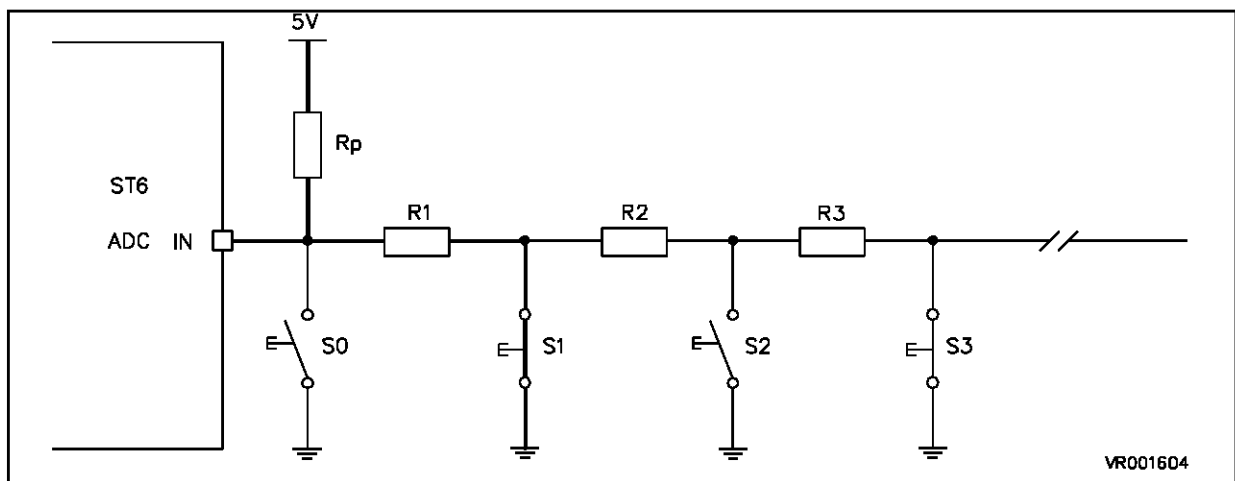 5V
Rp
ST6
ADC IN
R1
R2
R3
S0
S1
S2
S3
VR001604